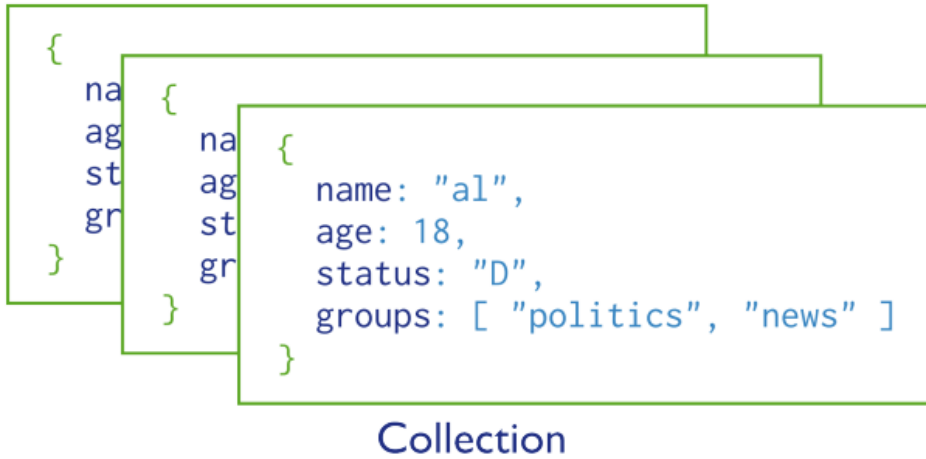 {
na
ag
st
gr
}
{
na
ag
st
gr
}
{
name: "al",
age: 18,
status: "D",
groups: [ "politics", "news" ]
}
Collection